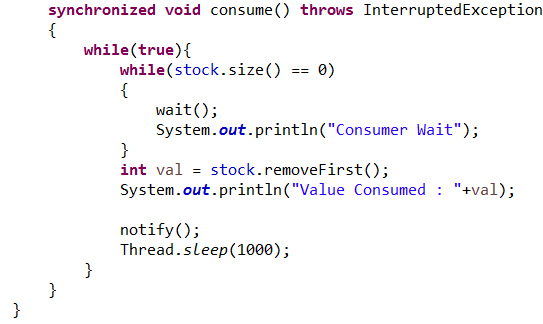 synchronized void consume() throws InterruptedException
{
while(true){
while(stock.size() == 0)
{
wait();
System.out.println("Consumer Wait");
}
int val = stock.removeFirst();
System.out.println("Value Consumed : "+val);
notify();
Thread.sleep(1000);
}
}
}